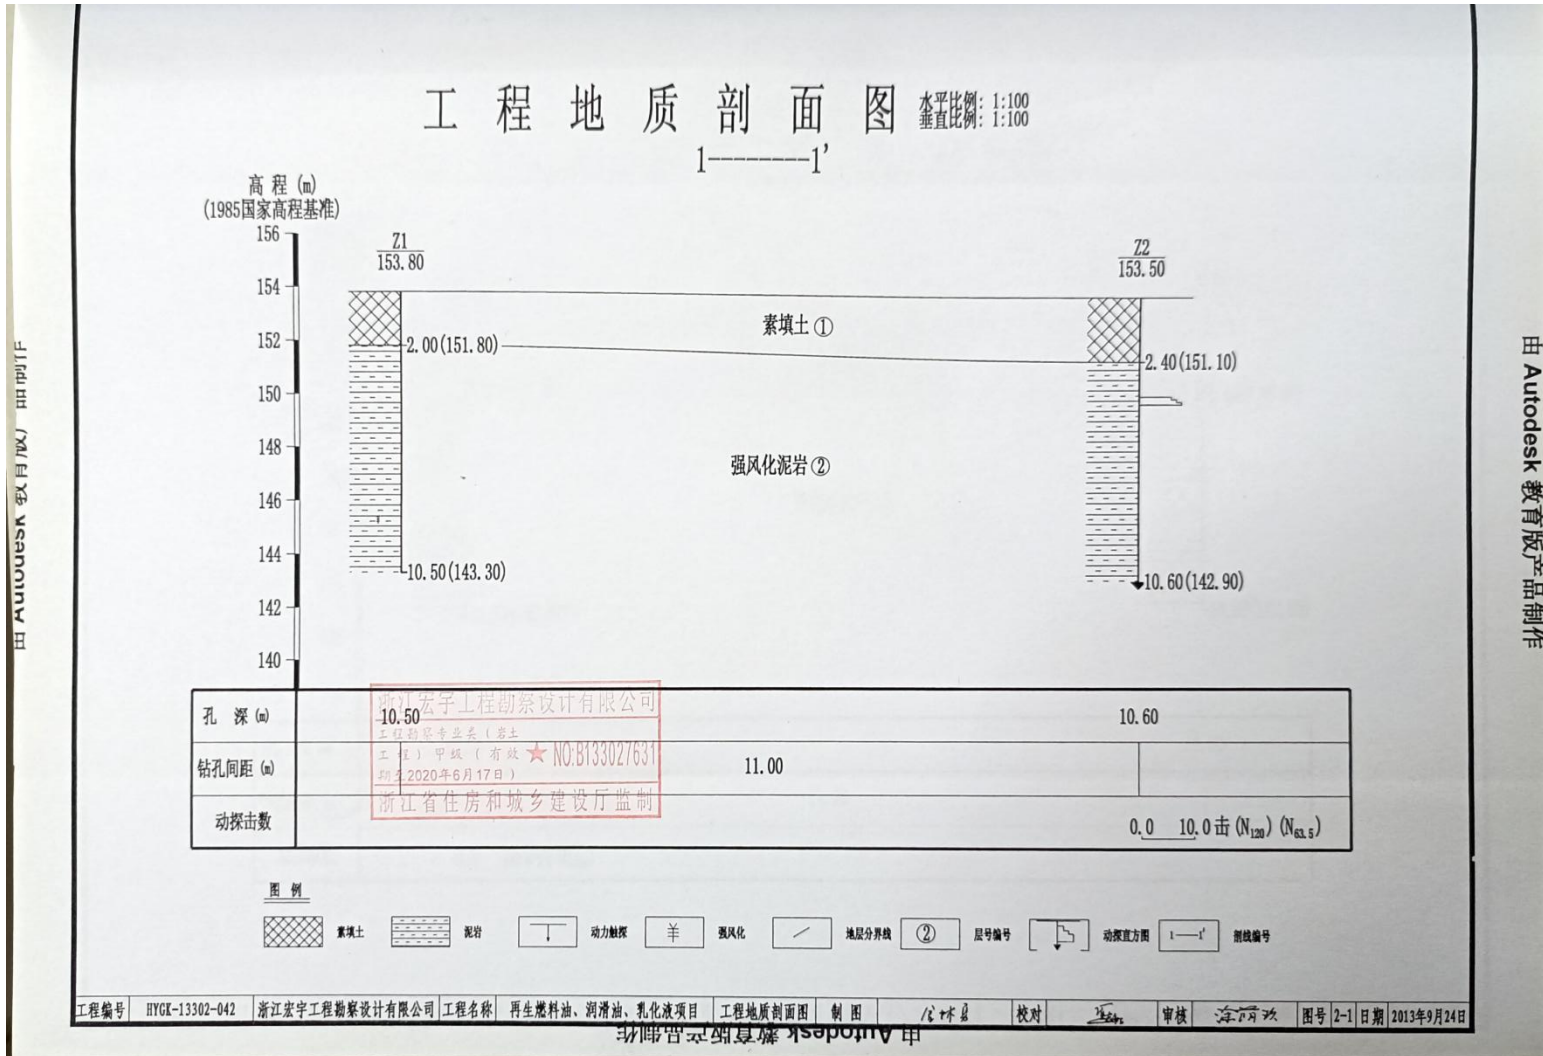 工程地质剖面图
水平比例: 1:100
垂直比例: 1:100
1--------1'
高程(m)
(1985国家高程基准)
156
154
152
150
148
146
144
142
140
Z1
153.80
Z2
153.50
素填土①
2.00(151.80)
2.40(151.10)
强风化泥岩②
10.50(143.30)
10.60(142.90)
孔 深(m) 10.50 10.60
钻孔间距(m) 11.00
动探击数 0.0 10.0击(N120)(N63.5)
浙江宏宇工程勘察设计有限公司
工程勘察专业类(岩土
工程)甲级(有效
期至2020年6月17日)
NO:B133027631
浙江省住房和城乡建设厅监制
图 例
素填土 泥岩 动力触探 强风化 地层分界线 ② 层号编号 动探直方图 1——1' 剖线编号
工程编号 HYGK-13302-042 浙江宏宇工程勘察设计有限公司 工程名称 再生燃料油、润滑油、乳化液项目 工程地质剖面图 制 图 校对 审核 图号 2-1 日期 2013年9月24日
由 Autodesk 教育版产品制作
由 Autodesk 教育版产品制作
由 Autodesk 教育版产品制作